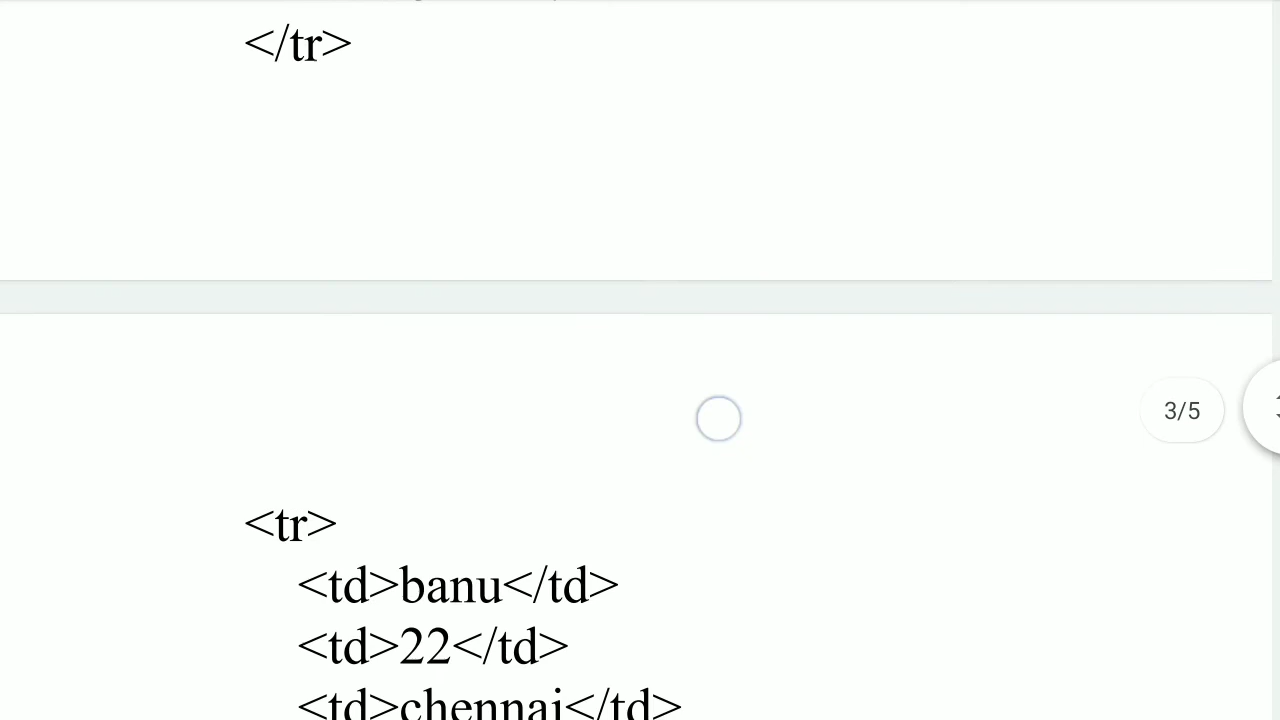 </tr>
3/5
<tr>
<td>banu</td>
<td>22</td>
<td>chennai</td>